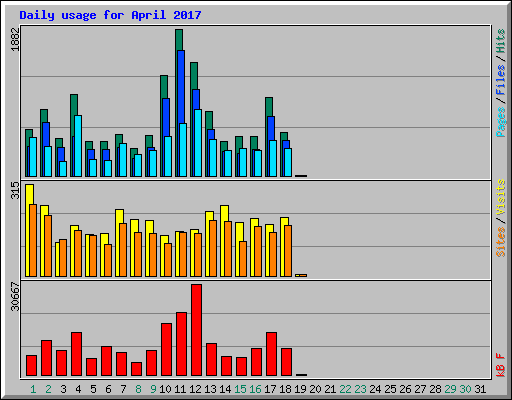 Daily usage for April 2017
1882
Pages/Files/Hits
315
Sites/Visits
30667
kB F
1 2 3 4 5 6 7 8 9 10 11 12 13 14 15 16 17 18 19 20 21 22 23 24 25 26 27 28 29 30 31